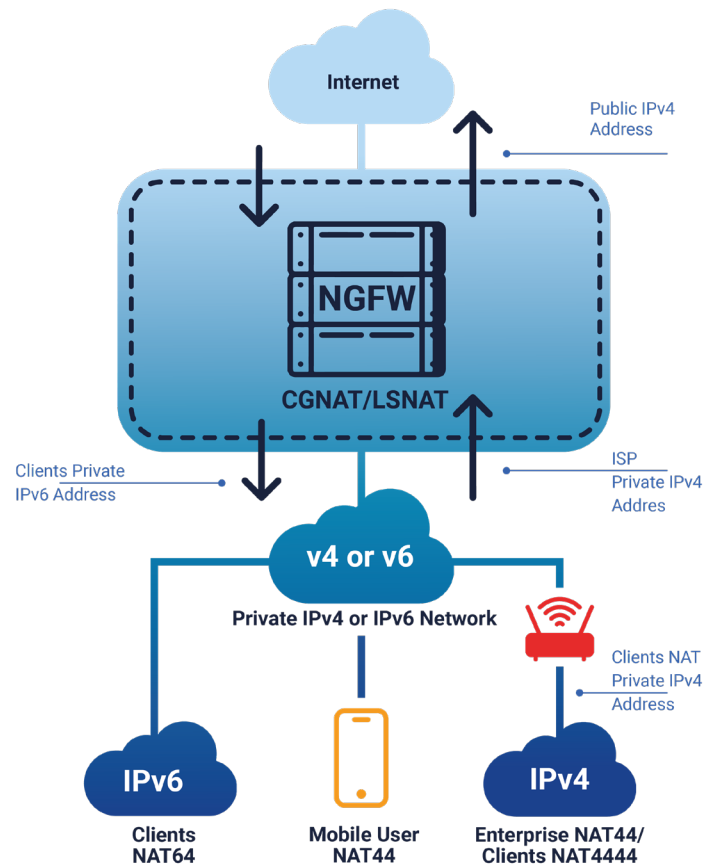 Internet
Public IPv4
Address
NGFW
CGNAT/LSNAT
Clients Private
IPv6 Address
ISP
Private IPv4
Addres
v4 or v6
Private IPv4 or IPv6 Network
Clients NAT
Private IPv4
Address
IPv6
IPv4
Clients
NAT64
Mobile User
NAT44
Enterprise NAT44/
Clients NAT4444